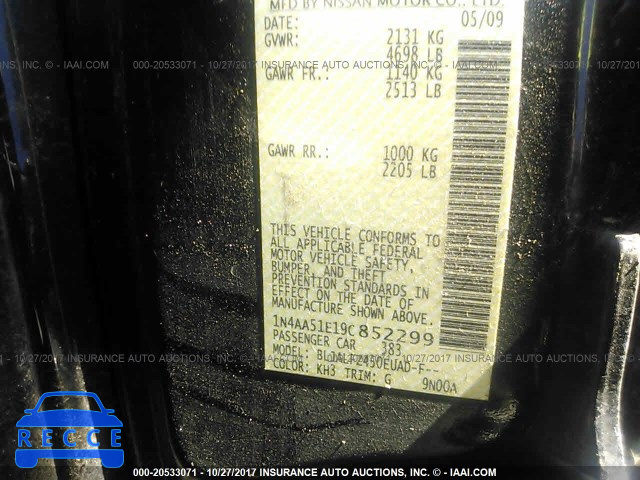 MFD BY NISSAN MOTOR CO., LTD.
DATE: 05/09
GVWR: 2131 KG
4698 LB
GAWR FR.: 1140 KG
2513 LB
GAWR RR.: 1000 KG
2205 LB
THIS VEHICLE CONFORMS TO
ALL APPLICABLE FEDERAL
MOTOR VEHICLE SAFETY,
BUMPER, AND THEFT
PREVENTION STANDARDS IN
EFFECT ON THE DATE OF
MANUFACTURE SHOWN ABOVE.
1N4AA51E19C852299
PASSENGER CAR 383
MODEL:
COLOR: KH3 TRIM: G 9N00A
000-20533071 - 10/27/2017 INSURANCE AUTO AUCTIONS, INC. - © IAAI.COM
RECCE